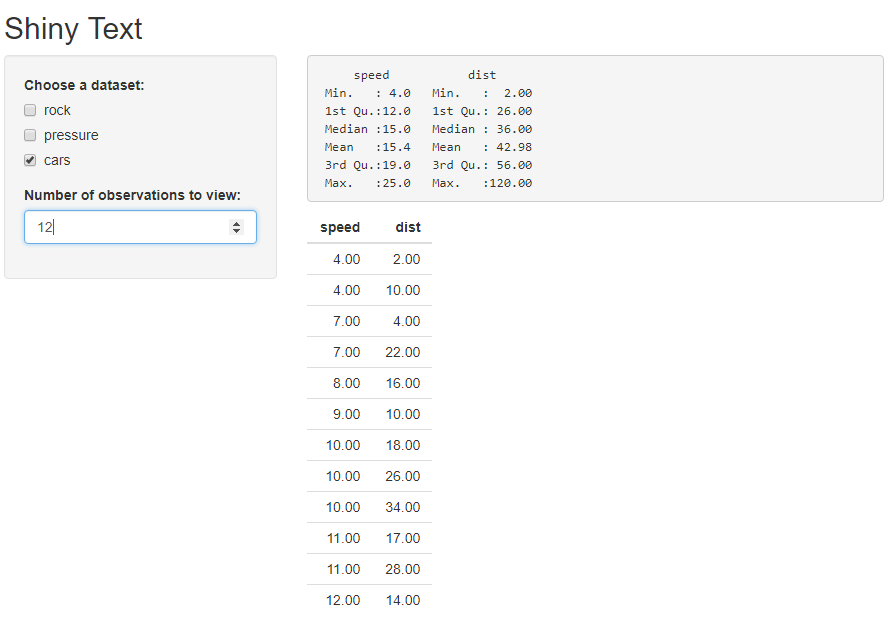 Shiny Text
Choose a dataset:
rock
pressure
cars
Number of observations to view:
12
speed dist
Min. : 4.0 Min. : 2.00
1st Qu.:12.0 1st Qu.: 26.00
Median :15.0 Median : 36.00
Mean :15.4 Mean : 42.98
3rd Qu.:19.0 3rd Qu.: 56.00
Max. :25.0 Max. :120.00
speed dist
4.00 2.00
4.00 10.00
7.00 4.00
7.00 22.00
8.00 16.00
9.00 10.00
10.00 18.00
10.00 26.00
10.00 34.00
11.00 17.00
11.00 28.00
12.00 14.00